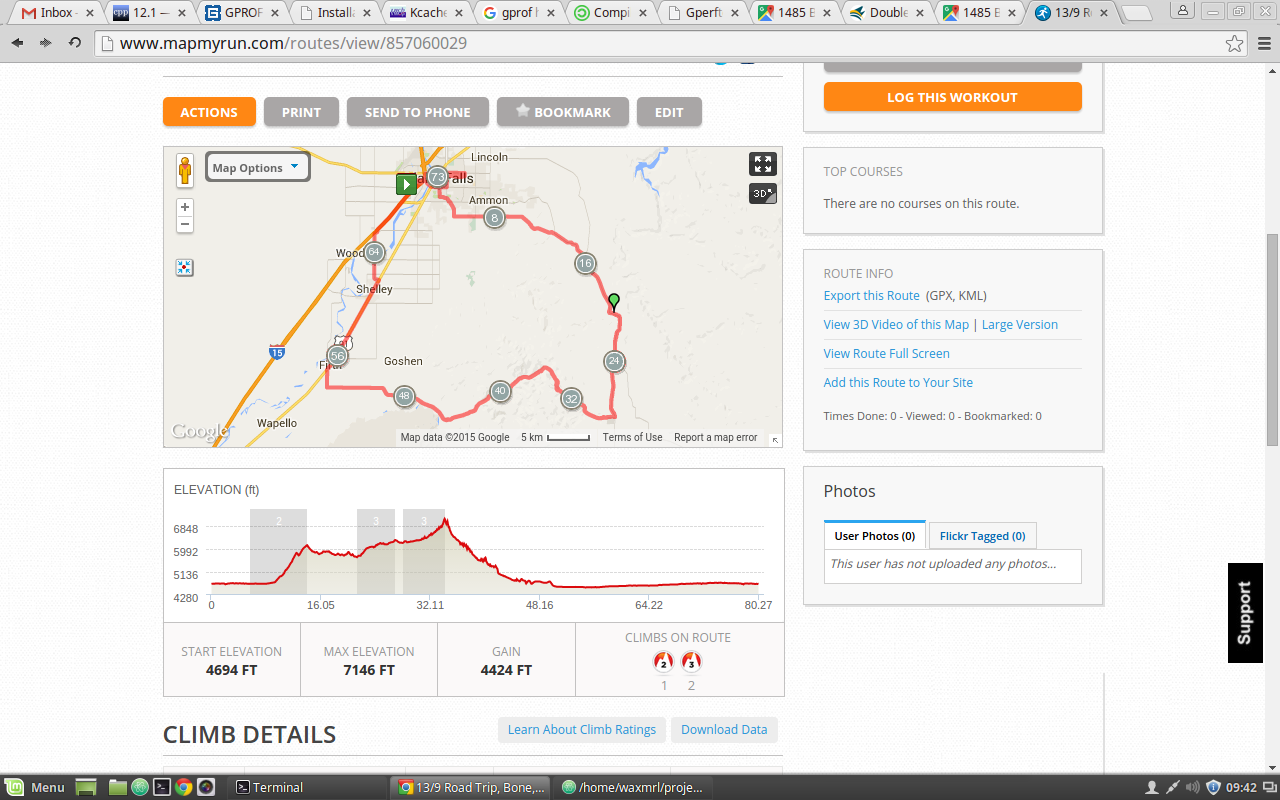 Inbox -
12.1 —
GPROF
Install
Kcache
gprof h
Compi
Gperft
1485 E
Double
1485 E
13/9 R
www.mapmyrun.com/routes/view/857060029
ACTIONS
PRINT
SEND TO PHONE
BOOKMARK
EDIT
LOG THIS WORKOUT
Map Options
3D
Lincoln
73
Falls
Ammon
8
16
Wood
64
Shelley
15
56
Firth
Goshen
24
32
40
48
Wapello
Google
Map data ©2015 Google
5 km
Terms of Use
Report a map error
TOP COURSES
There are no courses on this route.
ROUTE INFO
Export this Route (GPX, KML)
View 3D Video of this Map | Large Version
View Route Full Screen
Add this Route to Your Site
Times Done: 0 - Viewed: 0 - Bookmarked: 0
Photos
User Photos (0)
Flickr Tagged (0)
This user has not uploaded any photos...
Support
ELEVATION (ft)
2
3
3
6848
5992
5136
4280
0
16.05
32.11
48.16
64.22
80.27
START ELEVATION
4694 FT
MAX ELEVATION
7146 FT
GAIN
4424 FT
CLIMBS ON ROUTE
2
3
1
2
CLIMB DETAILS
Learn About Climb Ratings
Download Data
Menu
Terminal
13/9 Road Trip, Bone,...
/home/waxmrl/proje...
09:42